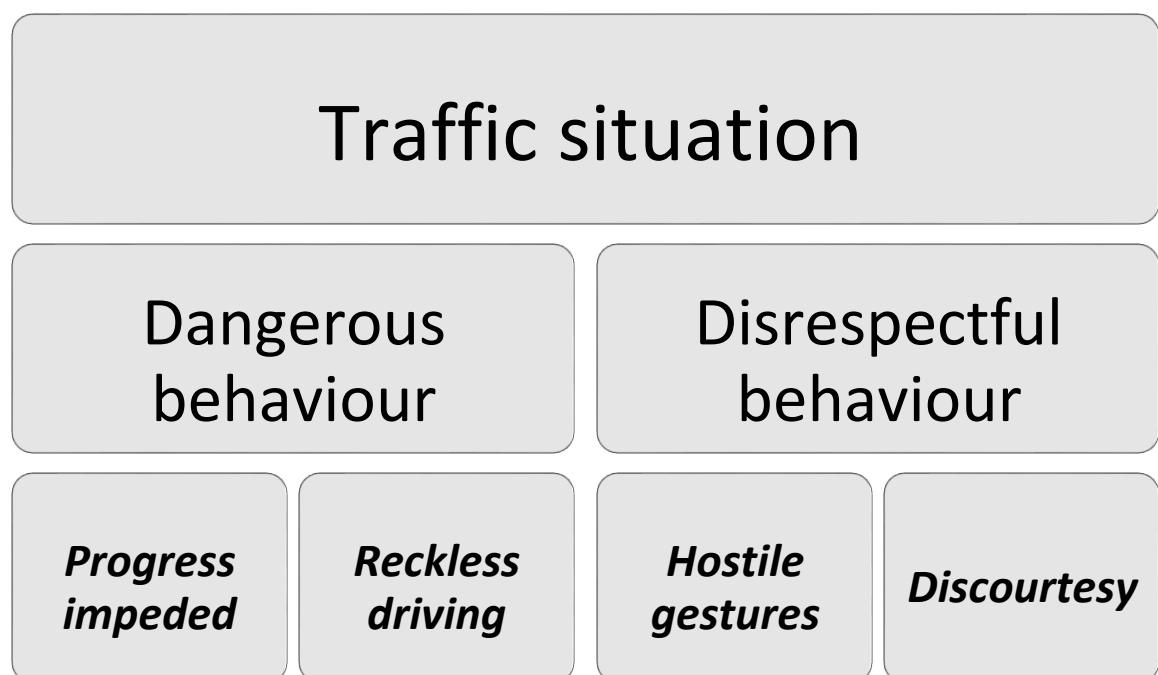 Traffic situation
Dangerous
behaviour
Disrespectful
behaviour
Progress
impeded
Reckless
driving
Hostile
gestures
Discourtesy